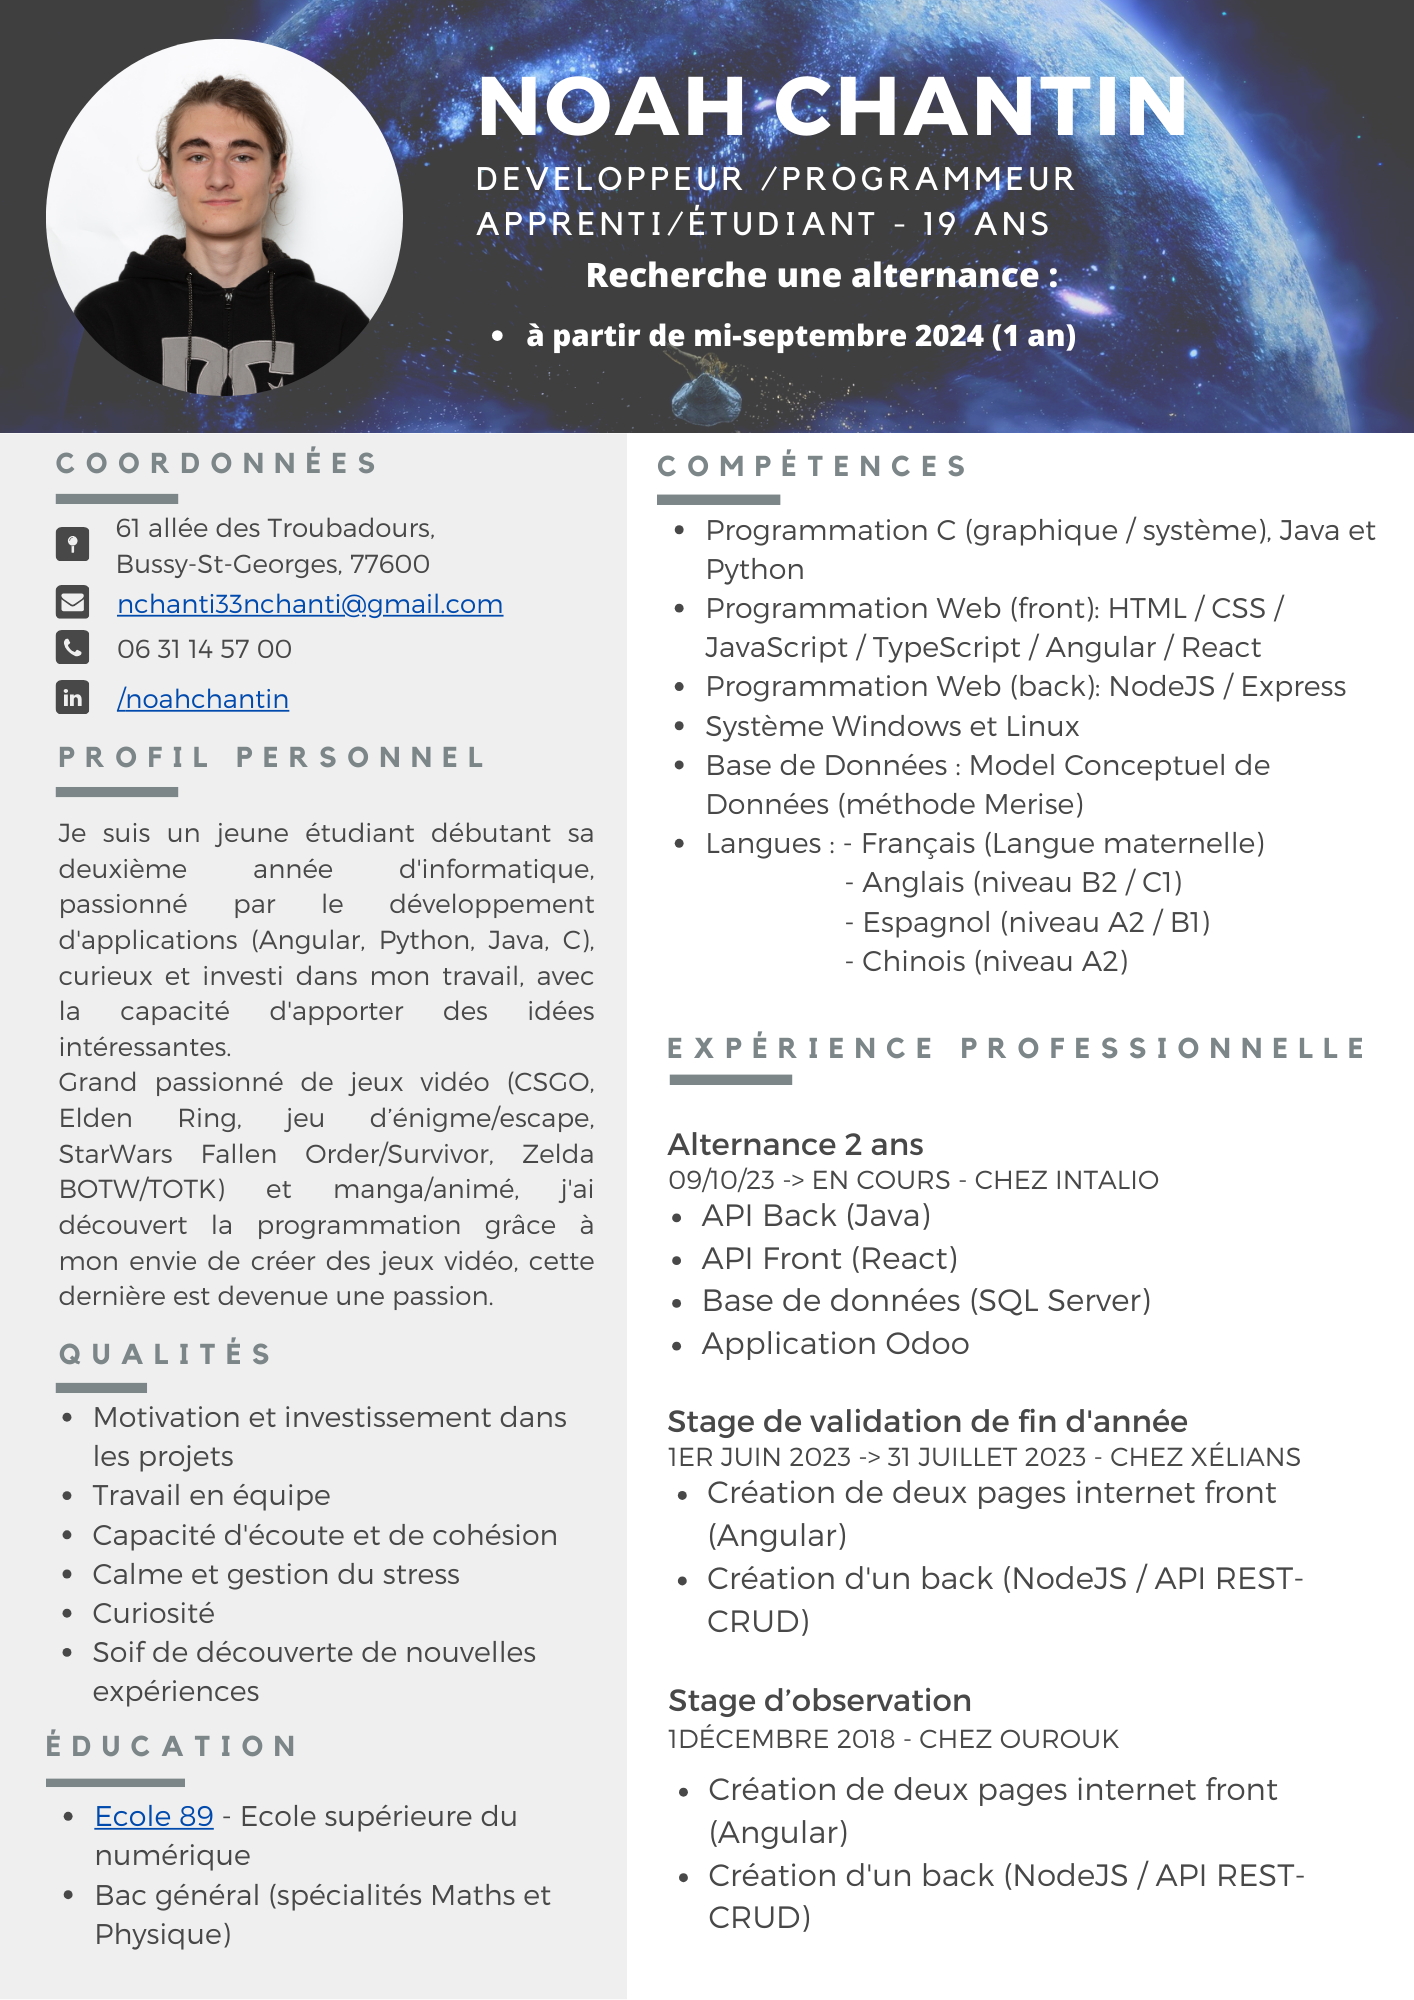 NOAH CHANTIN
DEVELOPPEUR /PROGRAMMEUR
APPRENTI/ÉTUDIANT - 19 ANS
Recherche une alternance :
• à partir de mi-septembre 2024 (1 an)
COORDONNÉES
61 allée des Troubadours,
Bussy-St-Georges, 77600
nchanti33nchanti@gmail.com
06 31 14 57 00
in
/noahchantin
PROFIL PERSONNEL
Je suis un jeune étudiant débutant sa
deuxième année d'informatique,
passionné par le développement
d'applications (Angular, Python, Java, C),
curieux et investi dans mon travail, avec
la capacité d'apporter des idées
intéressantes.
Grand passionné de jeux vidéo (CSGO,
Elden Ring, jeu d’énigme/escape,
StarWars Fallen Order/Survivor, Zelda
BOTW/TOTK) et manga/animé, j'ai
découvert la programmation grâce à
mon envie de créer des jeux vidéo, cette
dernière est devenue une passion.
QUALITÉS
• Motivation et investissement dans
les projets
• Travail en équipe
• Capacité d'écoute et de cohésion
• Calme et gestion du stress
• Curiosité
• Soif de découverte de nouvelles
expériences
ÉDUCATION
• Ecole 89 - Ecole supérieure du
numérique
• Bac général (spécialités Maths et
Physique)
COMPÉTENCES
• Programmation C (graphique / système), Java et
Python
• Programmation Web (front): HTML / CSS /
JavaScript / TypeScript / Angular / React
• Programmation Web (back): NodeJS / Express
• Système Windows et Linux
• Base de Données : Model Conceptuel de
Données (méthode Merise)
• Langues : - Français (Langue maternelle)
- Anglais (niveau B2 / C1)
- Espagnol (niveau A2 / B1)
- Chinois (niveau A2)
EXPÉRIENCE PROFESSIONNELLE
Alternance 2 ans
09/10/23 -> EN COURS - CHEZ INTALIO
• API Back (Java)
• API Front (React)
• Base de données (SQL Server)
• Application Odoo
Stage de validation de fin d'année
1ER JUIN 2023 -> 31 JUILLET 2023 - CHEZ XÉLIANS
• Création de deux pages internet front
(Angular)
• Création d'un back (NodeJS / API REST-
CRUD)
Stage d’observation
1DÉCEMBRE 2018 - CHEZ OUROUK
• Création de deux pages internet front
(Angular)
• Création d'un back (NodeJS / API REST-
CRUD)